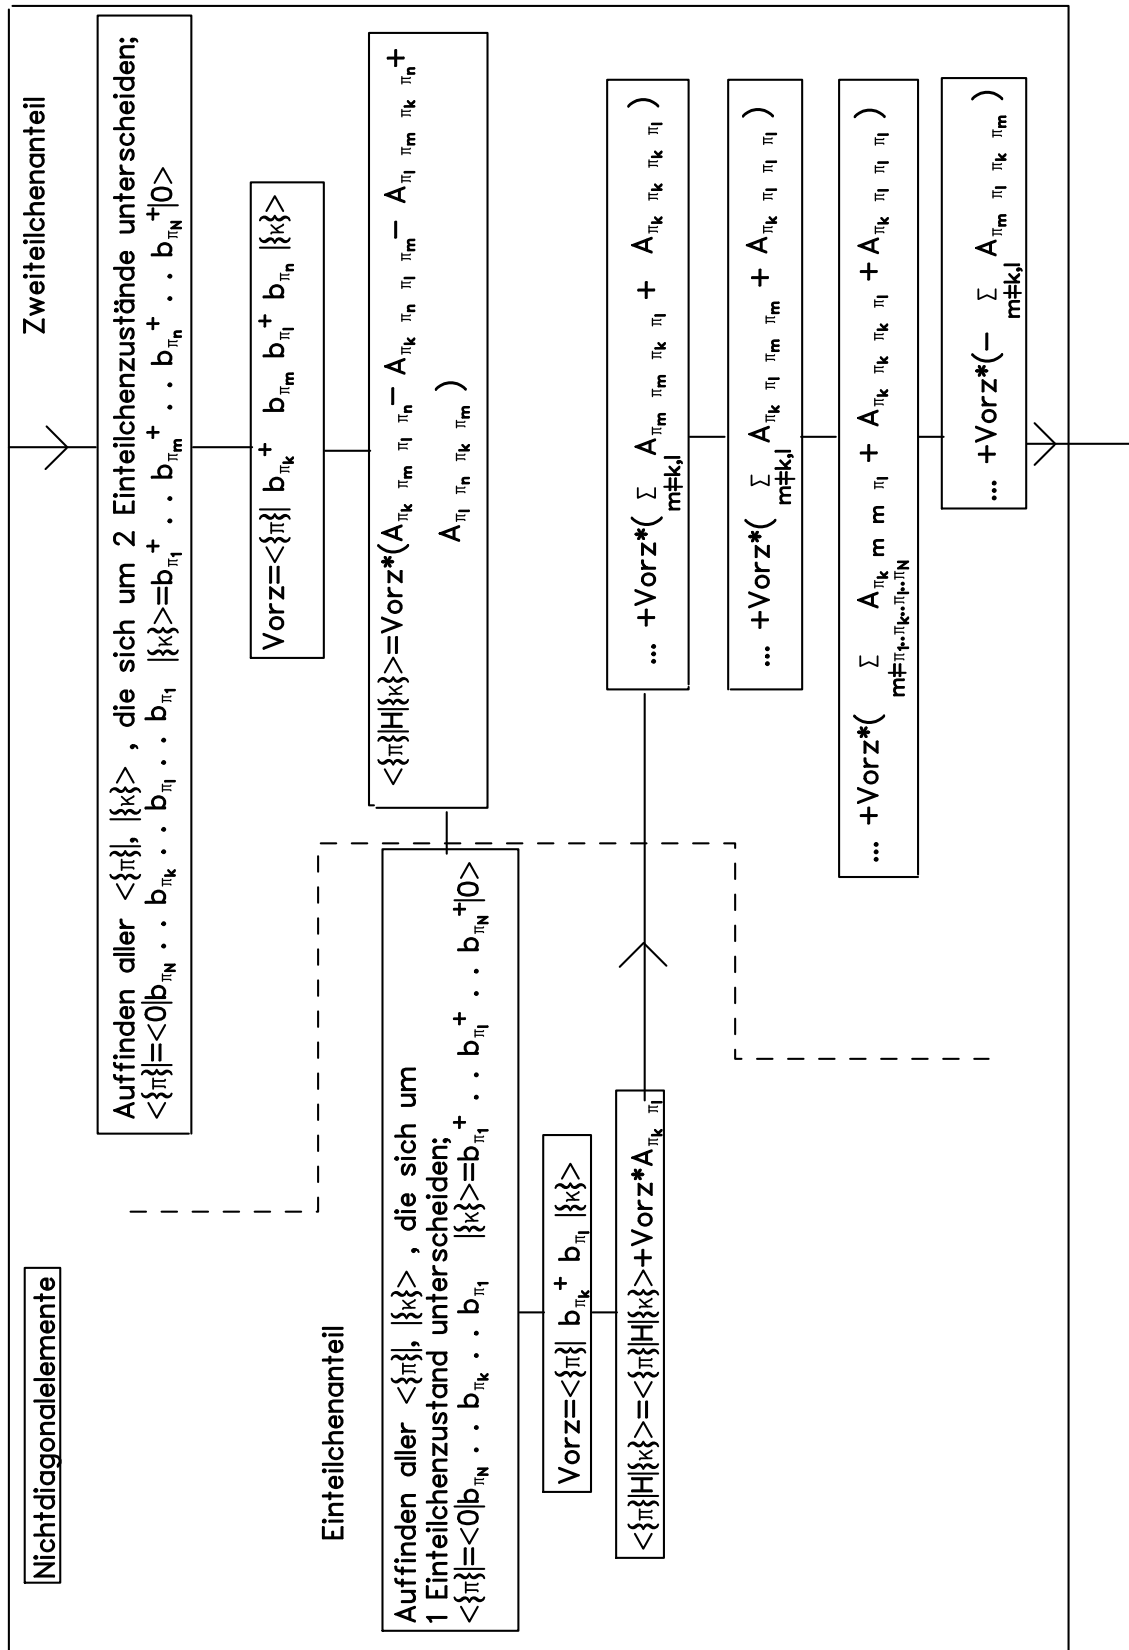 Nichtdiagonalelemente
Zweiteilchenanteil
Auffinden aller <{π}|, |{κ}> , die sich um 2 Einteilchenzustände unterscheiden;
<{π}|=<0|b_πN . . b_πk . . b_πl . . b_π1 |{κ}>=b_π1^+ . . b_πm^+ . . b_πn^+ . . b_πN^+|0>
Vorz=<{π}| b_πk^+ b_πm b_πl^+ b_πn |{κ}>
<{π}|H|{κ}>=Vorz*(A_πk πm πl πn − A_πk πn πl πm − A_πl πm πk πn +
A_πl πn πk πm )
Einteilchenanteil
Auffinden aller <{π}|, |{κ}> , die sich um
1 Einteilchenzustand unterscheiden;
<{π}|=<0|b_πN . . b_πk . . b_π1 |{κ}>=b_π1^+ . . b_πl^+ . . b_πN^+|0>
Vorz=<{π}| b_πk^+ b_πl |{κ}>
<{π}|H|{κ}>=<{π}|H|{κ}>+Vorz*A_πk πl
... +Vorz*( Σ A_πm πm πk πl + A_πk πk πk πl )
m≠k,l
... +Vorz*( Σ A_πk πl πm πm + A_πk πl πl πl )
m≠k,l
... +Vorz*( Σ A_πk m m πl + A_πk πk πk πl + A_πk πl πl πl )
m≠π1..πk..πl..πN
... +Vorz*(− Σ A_πm πl πk πm )
m≠k,l